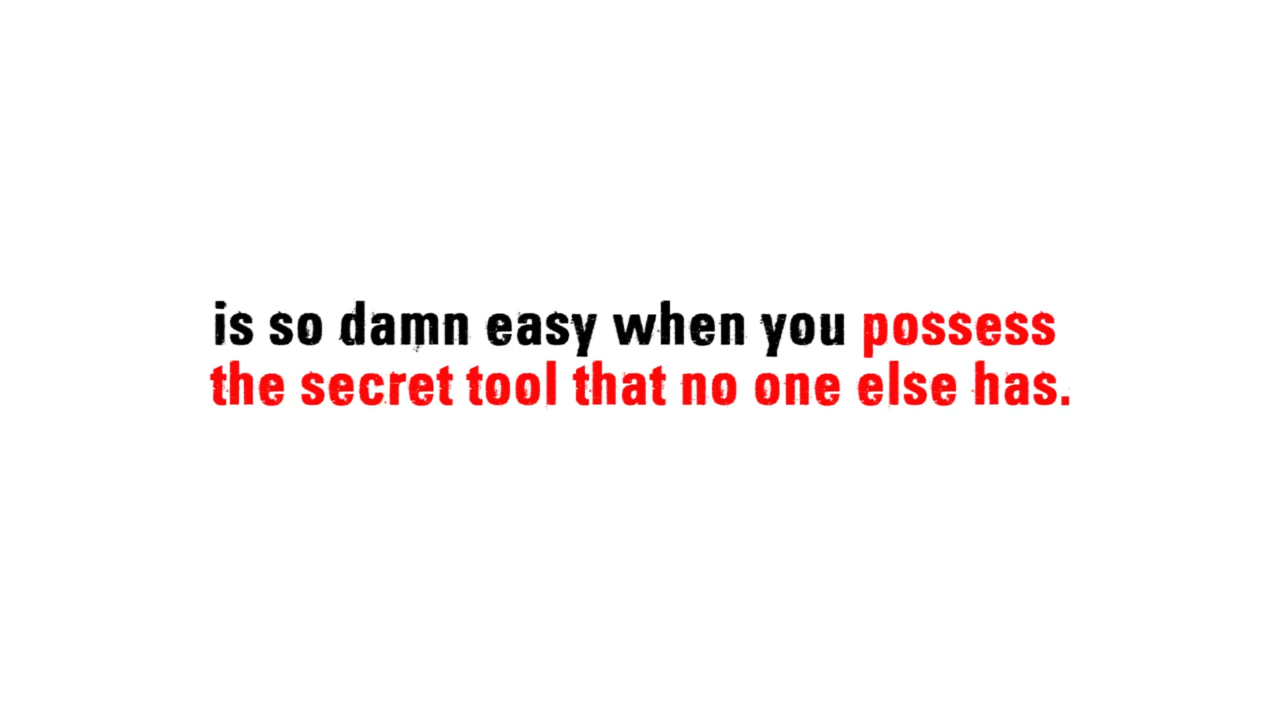 is so damn easy when you possess
the secret tool that no one else has.